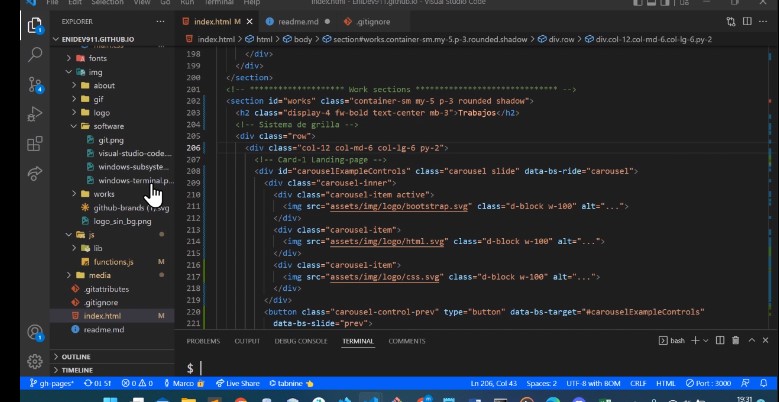 File Edit Selection View Go Run Terminal Help
index.html - EniDev911.github.io - Visual Studio Code
EXPLORER
ENIDEV911.GITHUB.IO
fonts
img
about
gif
logo
software
git.png
visual-studio-code....
windows-subsyste...
windows-terminal.p...
works
github-brands (1).svg
logo_sin_bg.png
js
lib
functions.js M
media
.gitattributes
.gitignore
index.html M
readme.md
OUTLINE
TIMELINE
index.html M
readme.md
.gitignore
index.html > html > body > section#works.container-sm.my-5.p-3.rounded.shadow > div.row > div.col-12.col-md-6.col-lg-6.py-2
198 </div>
199 </div>
200 </section>
201 <!-- ******************** Work sections ****************************** -->
202 <section id="works" class="container-sm my-5 p-3 rounded shadow">
203 <h2 class="display-4 fw-bold text-center mb-3">Trabajos</h2>
204 <!-- Sistema de grilla -->
205 <div class="row">
206 <div class="col-12 col-md-6 col-lg-6 py-2">
207 <!-- Card-1 Landing-page -->
208 <div id="carouselExampleControls" class="carousel slide" data-bs-ride="carousel">
209 <div class="carousel-inner">
210 <div class="carousel-item active">
211 <img src="assets/img/logo/bootstrap.svg" class="d-block w-100" alt="...">
212 </div>
213 <div class="carousel-item">
214 <img src="assets/img/logo/html.svg" class="d-block w-100" alt="...">
215 </div>
216 <div class="carousel-item">
217 <img src="assets/img/logo/css.svg" class="d-block w-100" alt="...">
218 </div>
219 </div>
220 <button class="carousel-control-prev" type="button" data-bs-target="#carouselExampleControls"
221 data-bs-slide="prev">
PROBLEMS OUTPUT DEBUG CONSOLE TERMINAL COMMENTS
bash
$
gh-pages* 0↓ 5↑ 0 0 Marco Live Share tabnine
Ln 206, Col 43 Spaces: 2 UTF-8 with BOM CRLF HTML Port : 3000
19:31